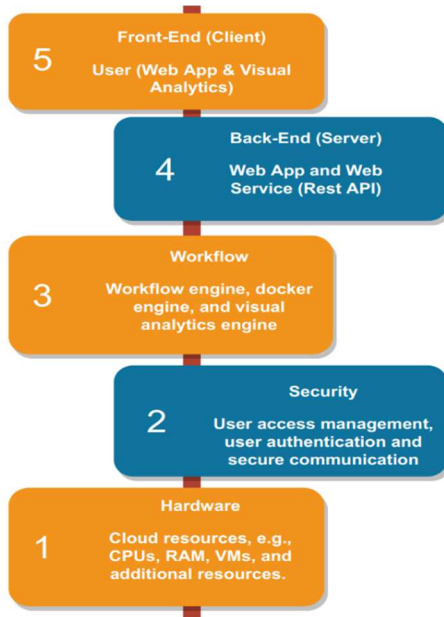 5
Front-End (Client)
User (Web App & Visual
Analytics)
4
Back-End (Server)
Web App and Web
Service (Rest API)
3
Workflow
Workflow engine, docker
engine, and visual
analytics engine
2
Security
User access management,
user authentication and
secure communication
1
Hardware
Cloud resources, e.g.,
CPUs, RAM, VMs, and
additional resources.